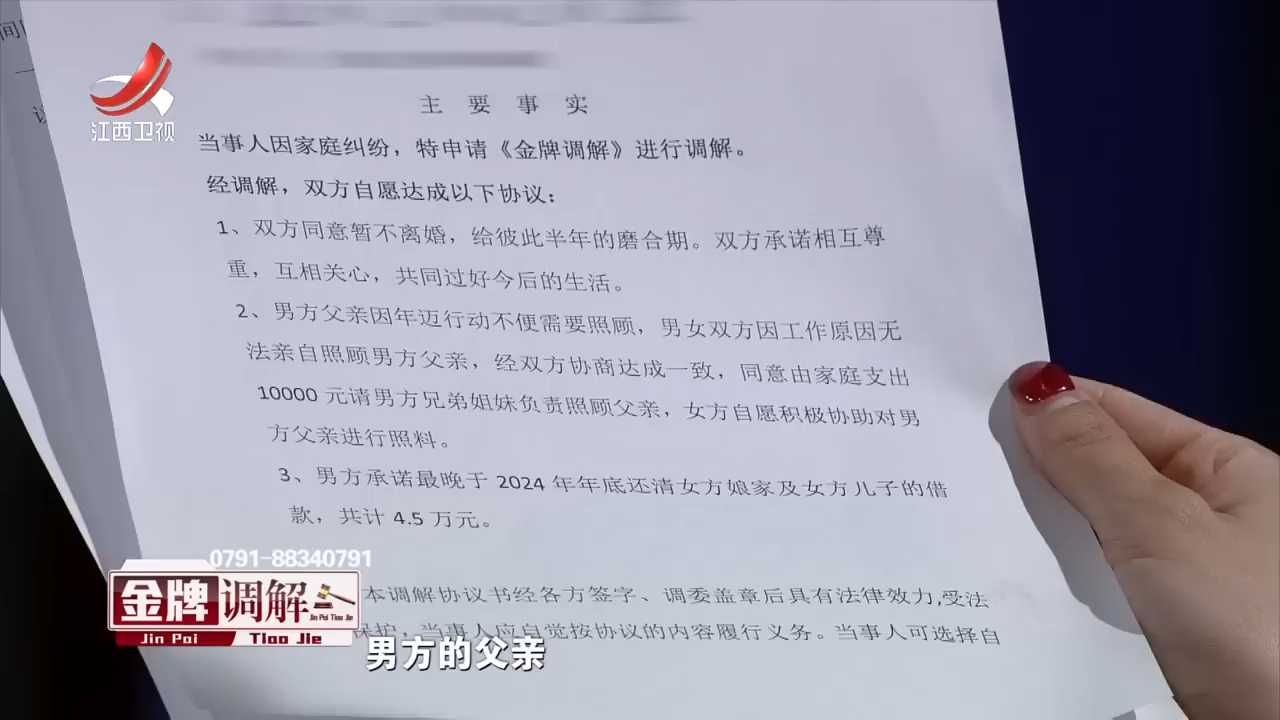 江西卫视
主要事实
当事人因家庭纠纷，特申请《金牌调解》进行调解。
经调解，双方自愿达成以下协议：
1、双方同意暂不离婚，给彼此半年的磨合期。双方承诺相互尊
重，互相关心，共同过好今后的生活。
2、男方父亲因年迈行动不便需要照顾，男女双方因工作原因无
法亲自照顾男方父亲，经双方协商达成一致，同意由家庭支出
10000 元请男方兄弟姐妹负责照顾父亲，女方自愿积极协助对男
方父亲进行照料。
3、男方承诺最晚于 2024 年年底还清女方娘家及女方儿子的借
款，共计 4.5 万元。
本调解协议书经各方签字、调委盖章后具有法律效力,受法
保护，当事人应自觉按协议的内容履行义务。当事人可选择自
0791-88340791
金牌调解
Jin Pai Tiao Jie
Jin Pai Tiao Jie
男方的父亲